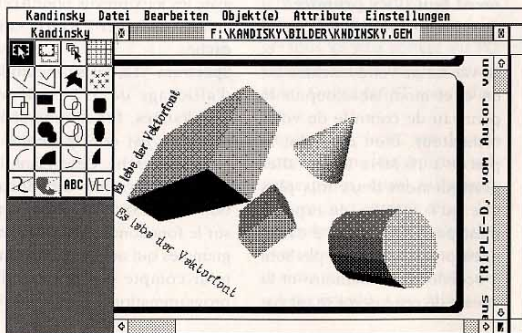 Kandinsky Datei Bearbeiten Objekt(e) Attribute Einstellungen
Kandinsky
F:\KANDISKY\BILDER\KNDINSKY.GEM
ABC VEC
Es lebe der Vektorfont
Es lebe der Vektorfont
aus TRIPLE-D, vom Autor von